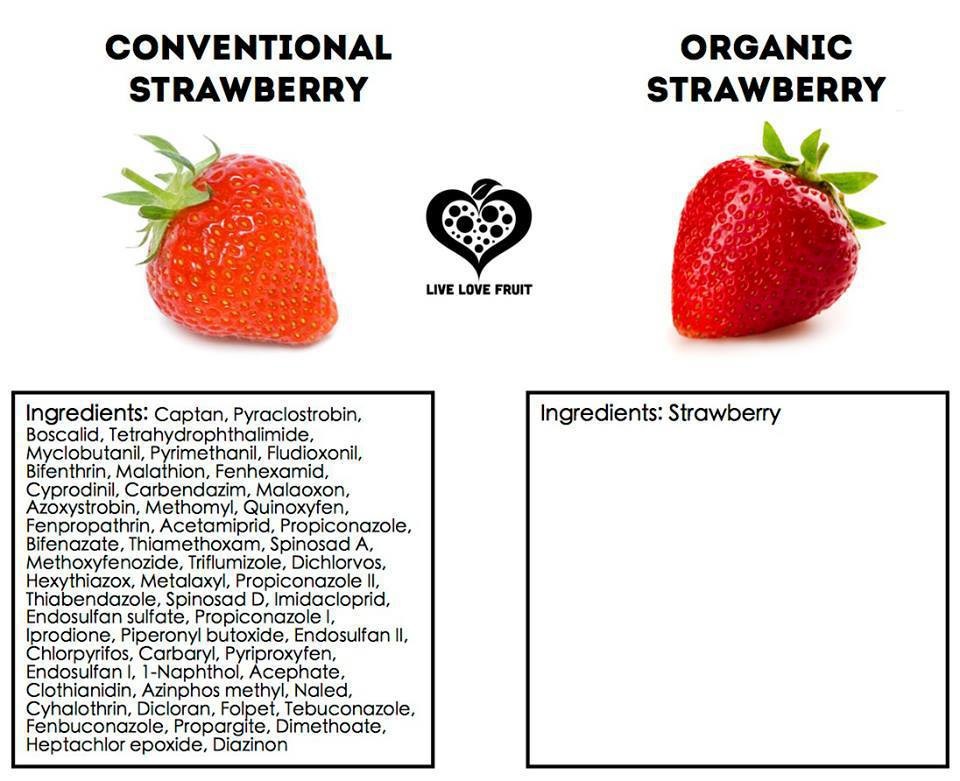 CONVENTIONAL
STRAWBERRY
ORGANIC
STRAWBERRY
LIVE LOVE FRUIT
Ingredients: Captan, Pyraclostrobin,
Boscalid, Tetrahydrophthalimide,
Myclobutanil, Pyrimethanil, Fludioxonil,
Bifenthrin, Malathion, Fenhexamid,
Cyprodinil, Carbendazim, Malaoxon,
Azoxystrobin, Methomyl, Quinoxyfen,
Fenpropathrin, Acetamiprid, Propiconazole,
Bifenazate, Thiamethoxam, Spinosad A,
Methoxyfenozide, Triflumizole, Dichlorvos,
Hexythiazox, Metalaxyl, Propiconazole II,
Thiabendazole, Spinosad D, Imidacloprid,
Endosulfan sulfate, Propiconazole I,
Iprodione, Piperonyl butoxide, Endosulfan II,
Chlorpyrifos, Carbaryl, Pyriproxyfen,
Endosulfan I, 1-Naphthol, Acephate,
Clothianidin, Azinphos methyl, Naled,
Cyhalothrin, Dicloran, Folpet, Tebuconazole,
Fenbuconazole, Propargite, Dimethoate,
Heptachlor epoxide, Diazinon
Ingredients: Strawberry